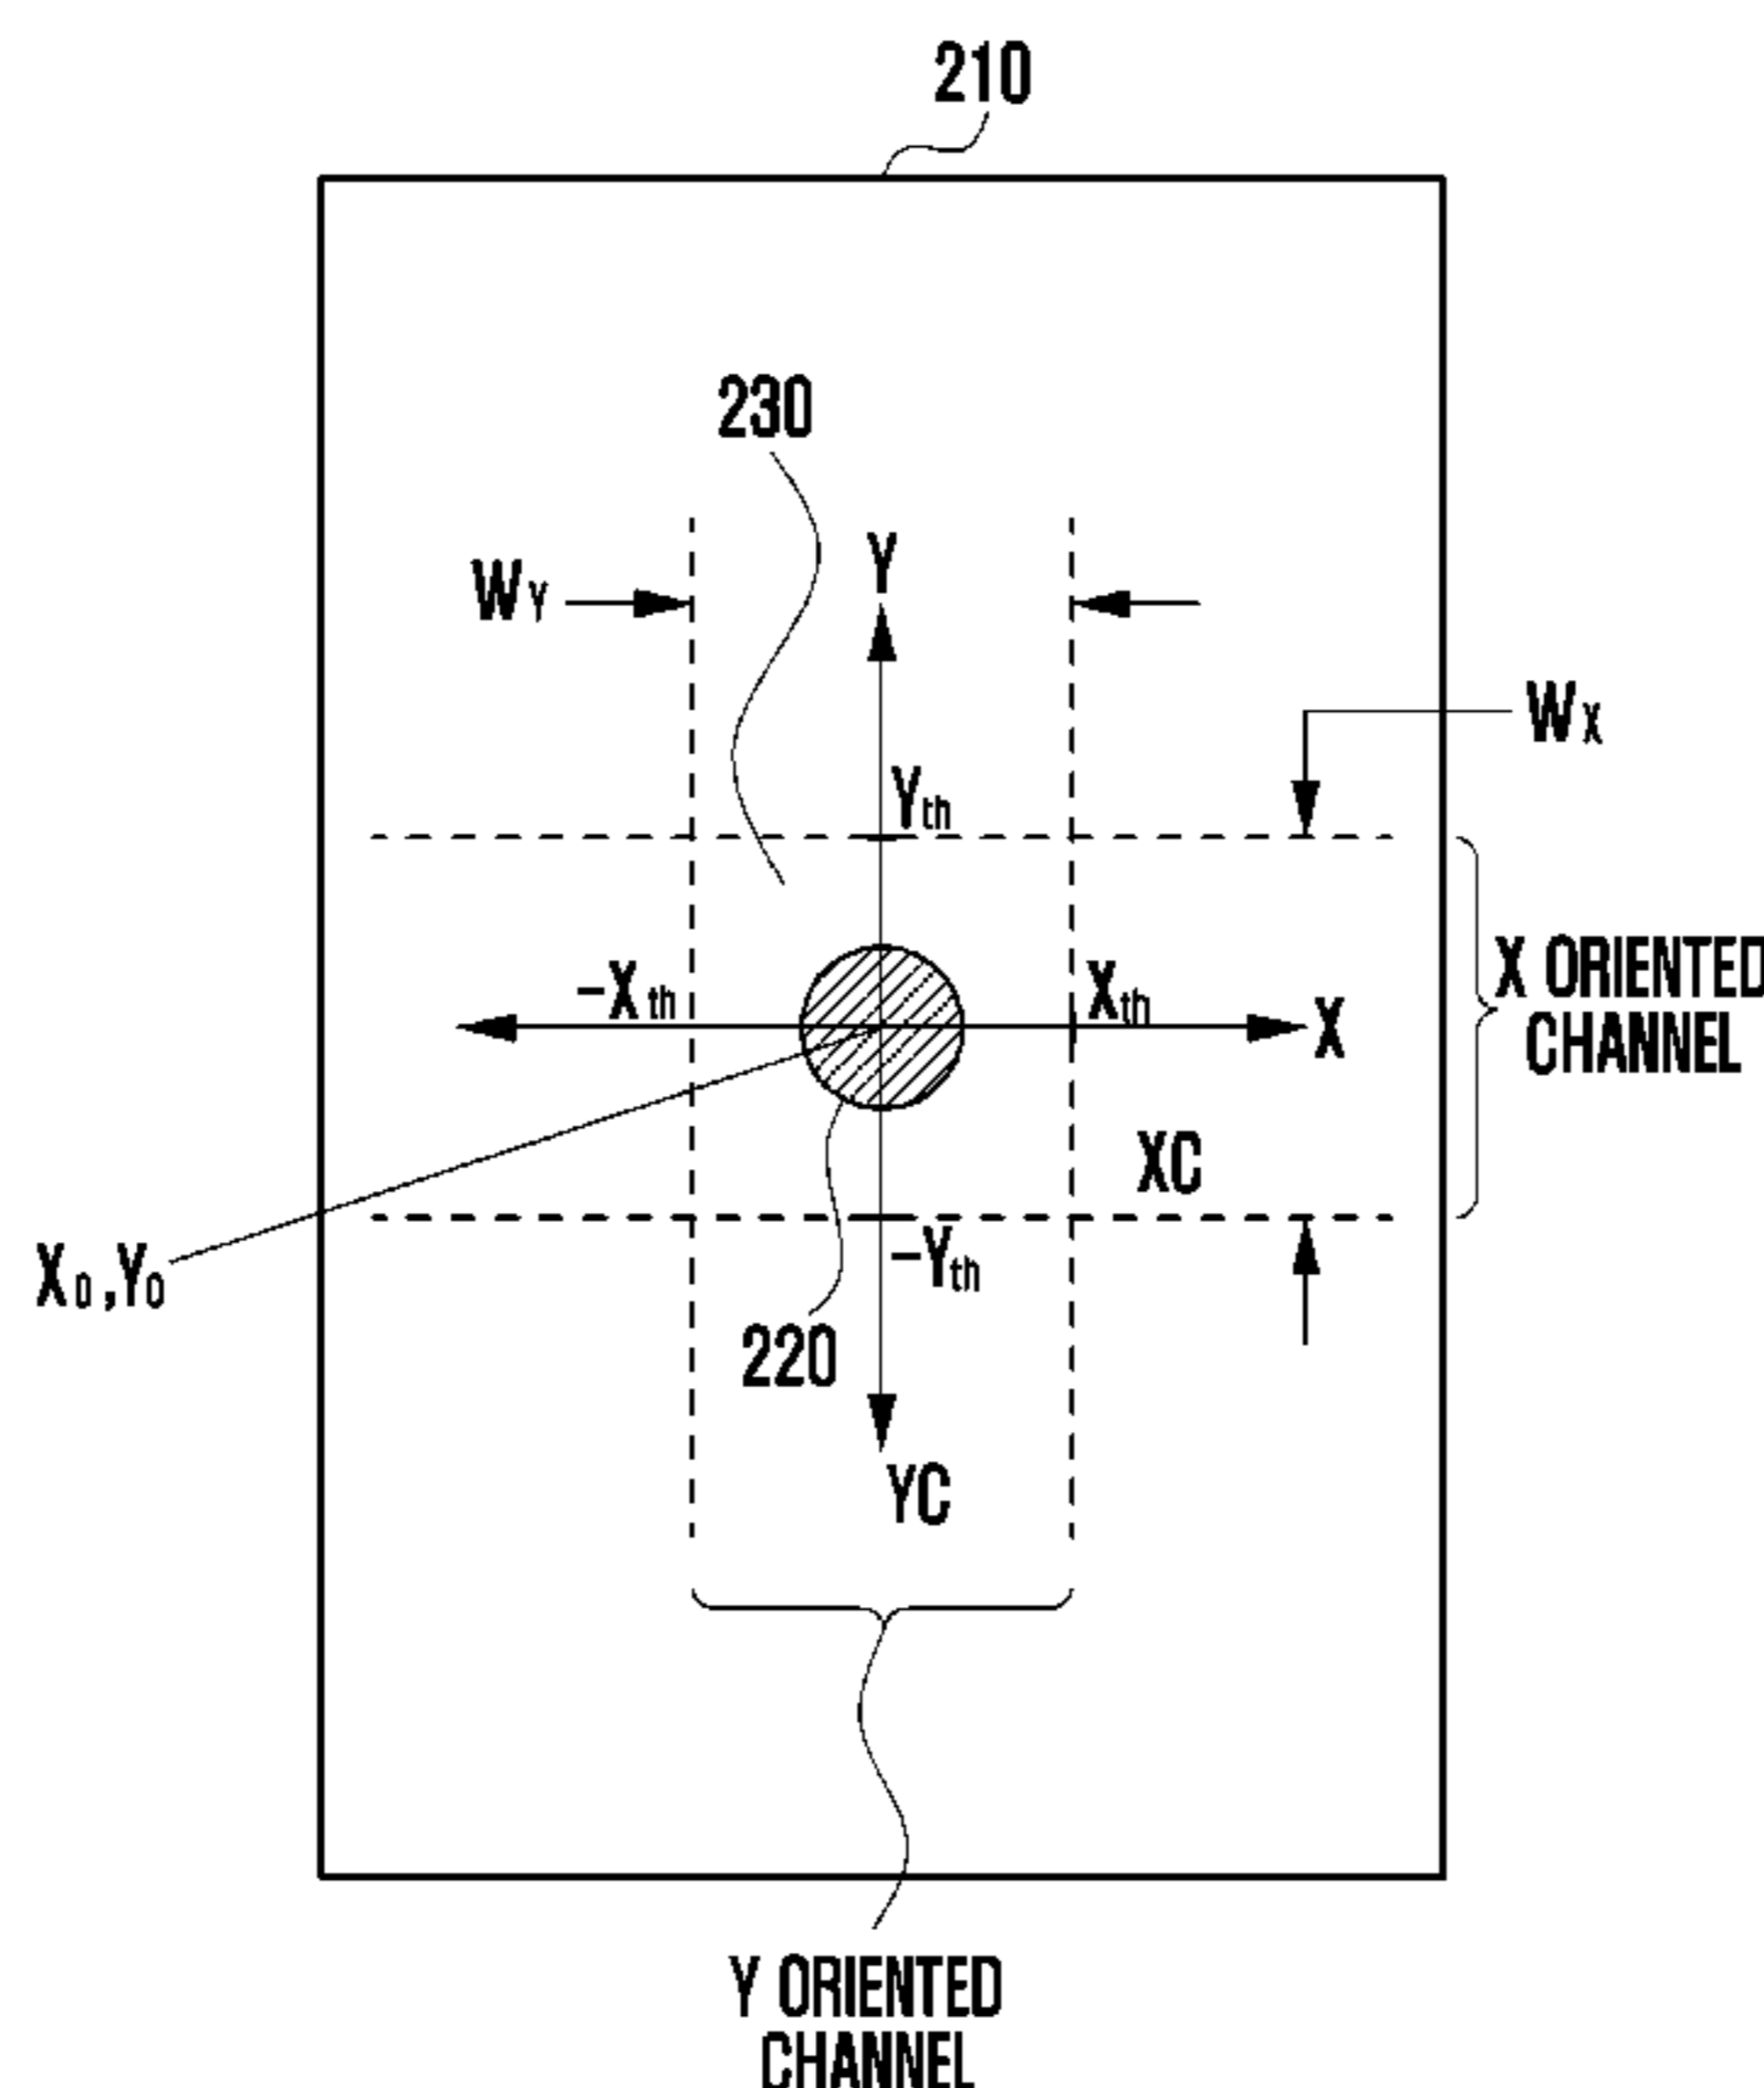 210
230
Y
WY
WX
Yth
-Xth
Xth
X
X ORIENTED
CHANNEL
XC
-Yth
X0,Y0
220
YC
Y ORIENTED
CHANNEL